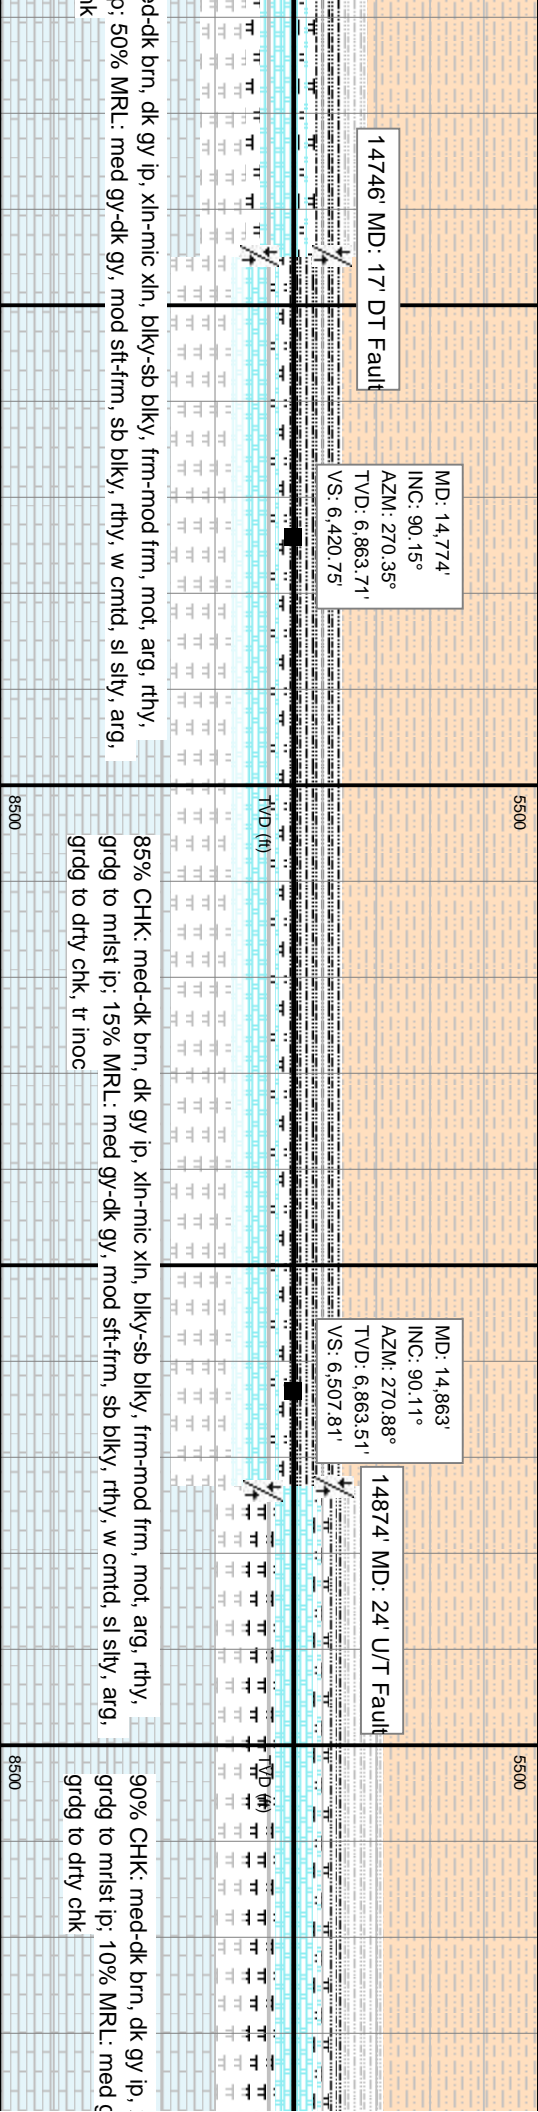 14746' MD: 17' DT Fault
MD: 14,774'
INC: 90.15°
AZM: 270.35°
TVD: 6,863.71'
VS: 6,420.75'
ed-dk brn, dk gy ip, xln-mic xln, blky-sb blky, frm-mod frm, mot, arg, rthy,
p; 50% MRL: med gy-dk gy, mod sft-frm, sb blky, rthy, w cmtd, sl slty, arg,
5500
TVD (ft)
8500
85% CHK: med-dk brn, dk gy ip, xln-mic xln, blky-sb blky, frm-mod frm, mot, arg, rthy,
grdg to mrlst ip; 15% MRL: med gy-dk gy, mod sft-frm, sb blky, rthy, w cmtd, sl slty, arg,
grdg to drty chk, tr inoc
MD: 14,863'
INC: 90.11°
AZM: 270.88°
TVD: 6,863.51'
VS: 6,507.81'
14874' MD: 24' U/T Fault
5500
TVD (ft)
8500
90% CHK: med-dk brn, dk gy ip,
grdg to mrlst ip; 10% MRL: med g
grdg to drty chk